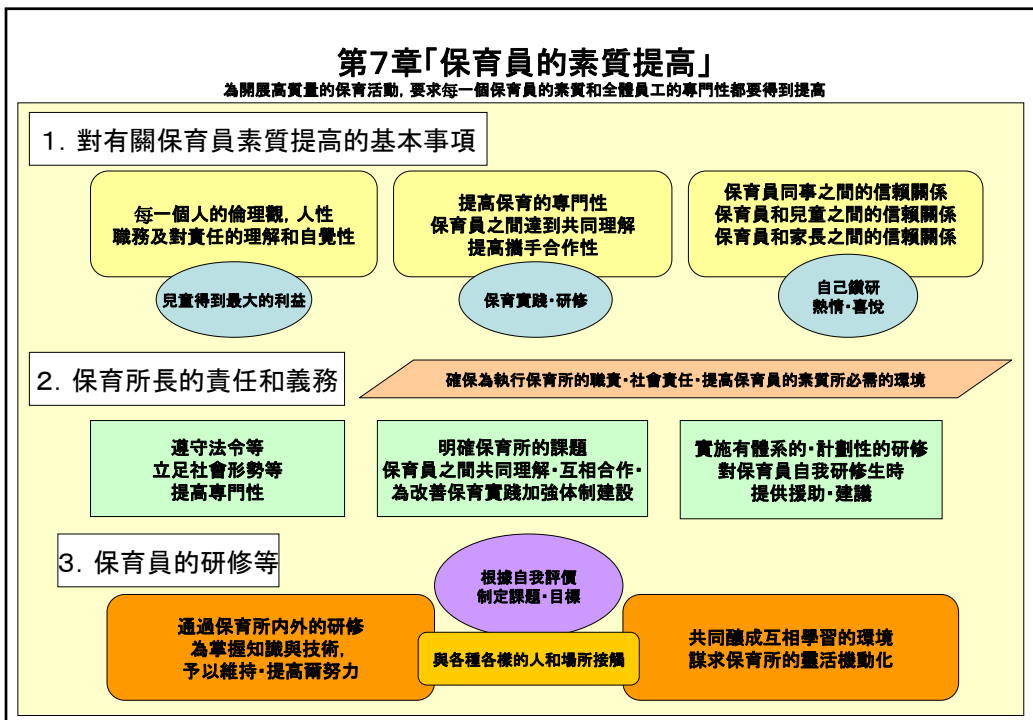 第7章「保育員的素質提高」
為開展高質量的保育活動，要求每一個保育員的素質和全體員工的專門性都要得到提高
1．對有關保育員素質提高的基本事項
每一個人的倫理觀，人性
職務及對責任的理解和自覺性
提高保育的專門性
保育員之間達到共同理解
提高攜手合作性
保育員同事之間的信賴關係
保育員和兒童之間的信賴關係
保育員和家長之間的信賴關係
兒童得到最大的利益
保育實踐・研修
自己鑽研
熱情・喜悅
2．保育所長的責任和義務
確保為執行保育所的職責・社會責任・提高保育員的素質所必需的環境
遵守法令等
立足社會形勢等
提高專門性
明確保育所的課題
保育員之間共同理解・互相合作・
為改善保育實踐加強体制建設
實施有體系的・計劃性的研修
對保育員自我研修生時
提供援助・建議
3．保育員的研修等
根據自我評價
制定課題・目標
通過保育所内外的研修
為掌握知識與技術，
予以維持・提高爾努力
與各種各樣的人和場所接觸
共同釀成互相學習的環境
謀求保育所的靈活機動化